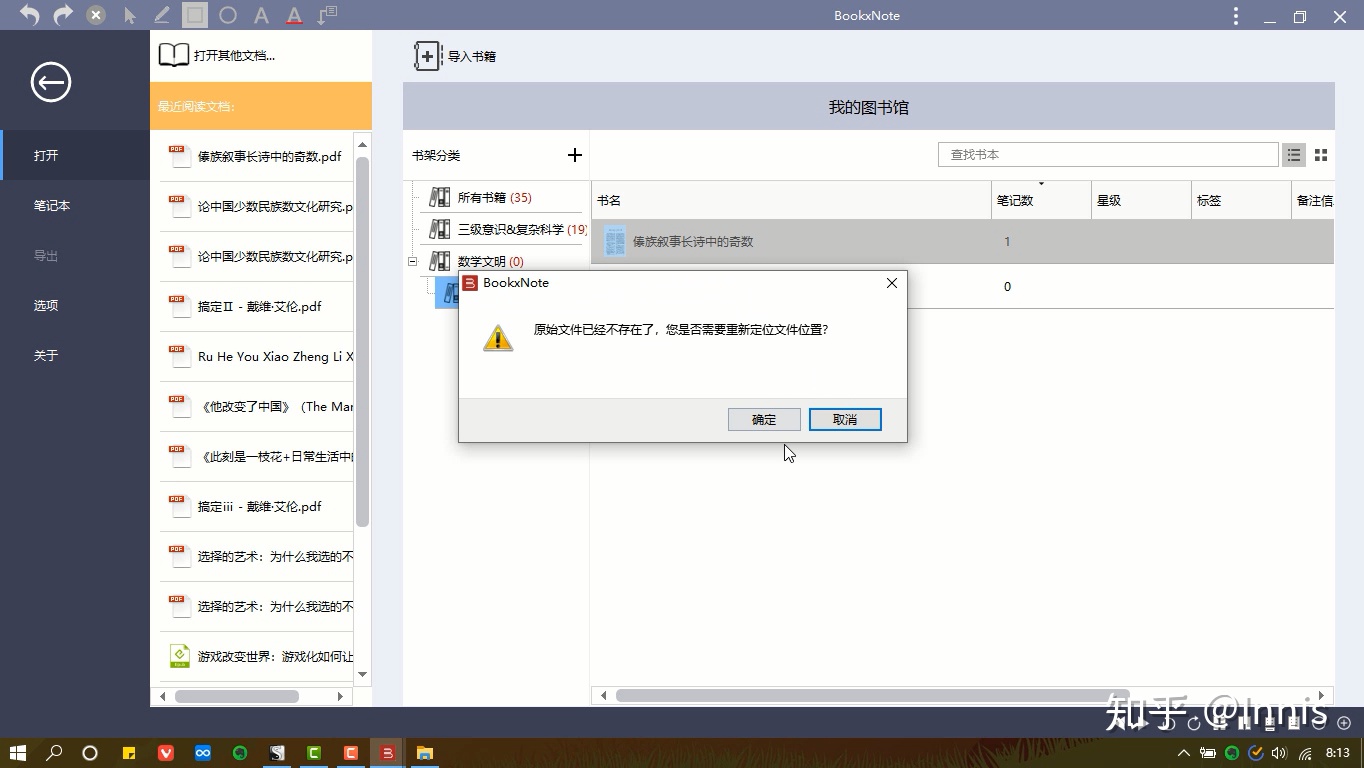 BookxNote
打开其他文档...
导入书籍
最近阅读文档:
我的图书馆
打开
笔记本
导出
选项
关于
傣族叙事长诗中的奇数.pdf
论中国少数民族数文化研究.p
论中国少数民族数文化研究.p
搞定Ⅱ - 戴维·艾伦.pdf
Ru He You Xiao Zheng Li X
《他改变了中国》（The Mar
《此刻是一枝花+日常生活中的
搞定iii - 戴维·艾伦.pdf
选择的艺术：为什么我选的不
选择的艺术：为什么我选的不
游戏改变世界：游戏化如何让
书架分类
查找书本
所有书籍 (35)
三级意识&复杂科学 (19)
数学文明 (0)
书名
笔记数
星级
标签
备注信
傣族叙事长诗中的奇数
1
0
BookxNote
原始文件已经不存在了，您是否需要重新定位文件位置?
确定
取消
知乎 @Innis
8:13